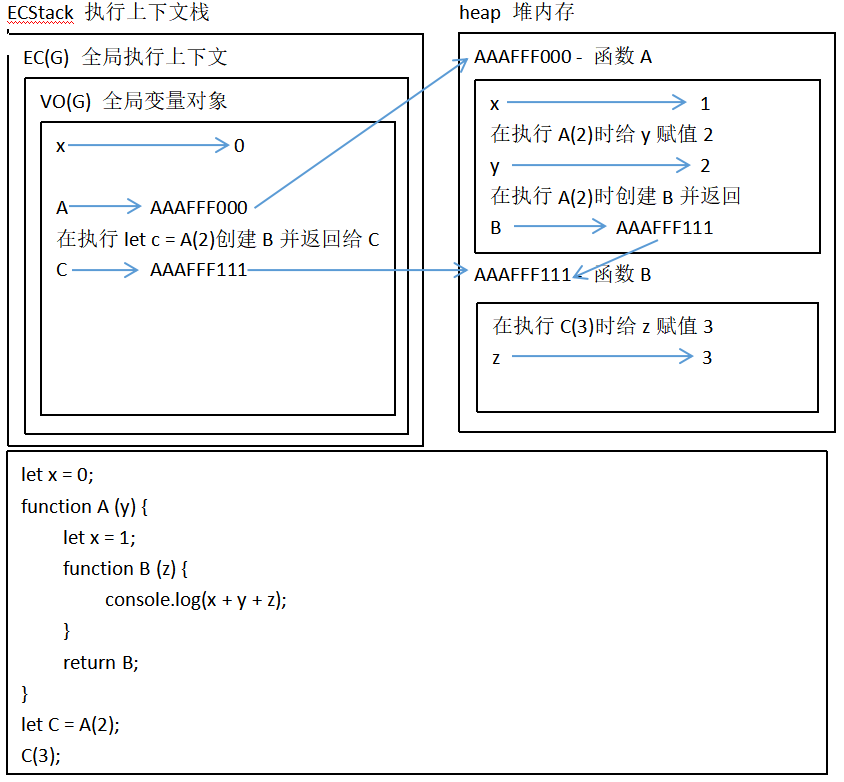 ECStack 执行上下文栈
EC(G) 全局执行上下文
VO(G) 全局变量对象
x 0
A AAAFFF000
在执行 let c = A(2)创建 B 并返回给 C
C AAAFFF111
heap 堆内存
AAAFFF000 - 函数 A
x 1
在执行 A(2)时给 y 赋值 2
y 2
在执行 A(2)时创建 B 并返回
B AAAFFF111
AAAFFF111 - 函数 B
在执行 C(3)时给 z 赋值 3
z 3
let x = 0;
function A (y) {
let x = 1;
function B (z) {
console.log(x + y + z);
}
return B;
}
let C = A(2);
C(3);